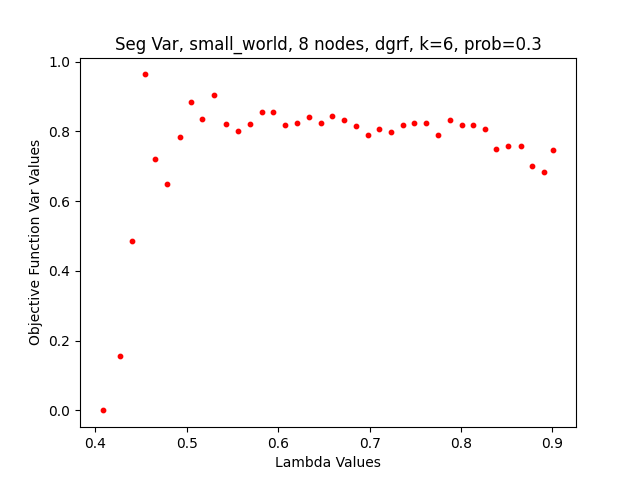 Seg Var, small_world, 8 nodes, dgrf, k=6, prob=0.3
Objective Function Var Values
1.0
0.8
0.6
0.4
0.2
0.0
0.4 0.5 0.6 0.7 0.8 0.9
Lambda Values